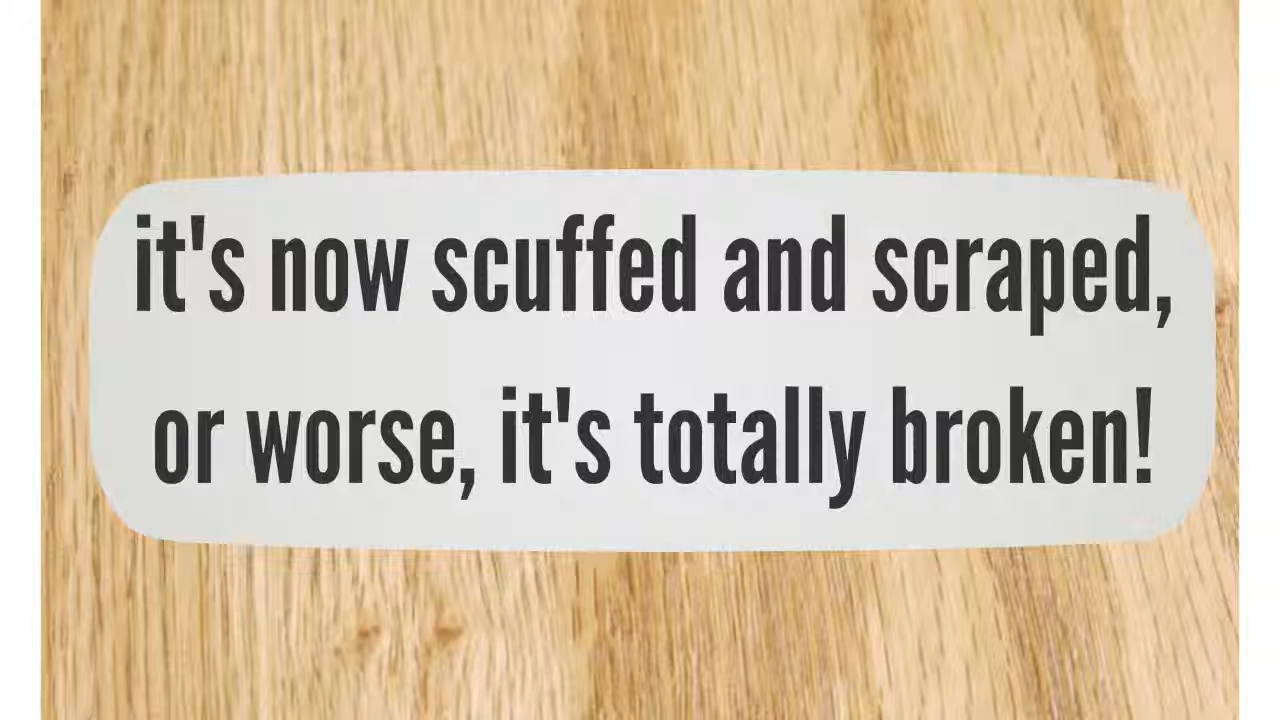 it's now scuffed and scraped,
or worse, it's totally broken!